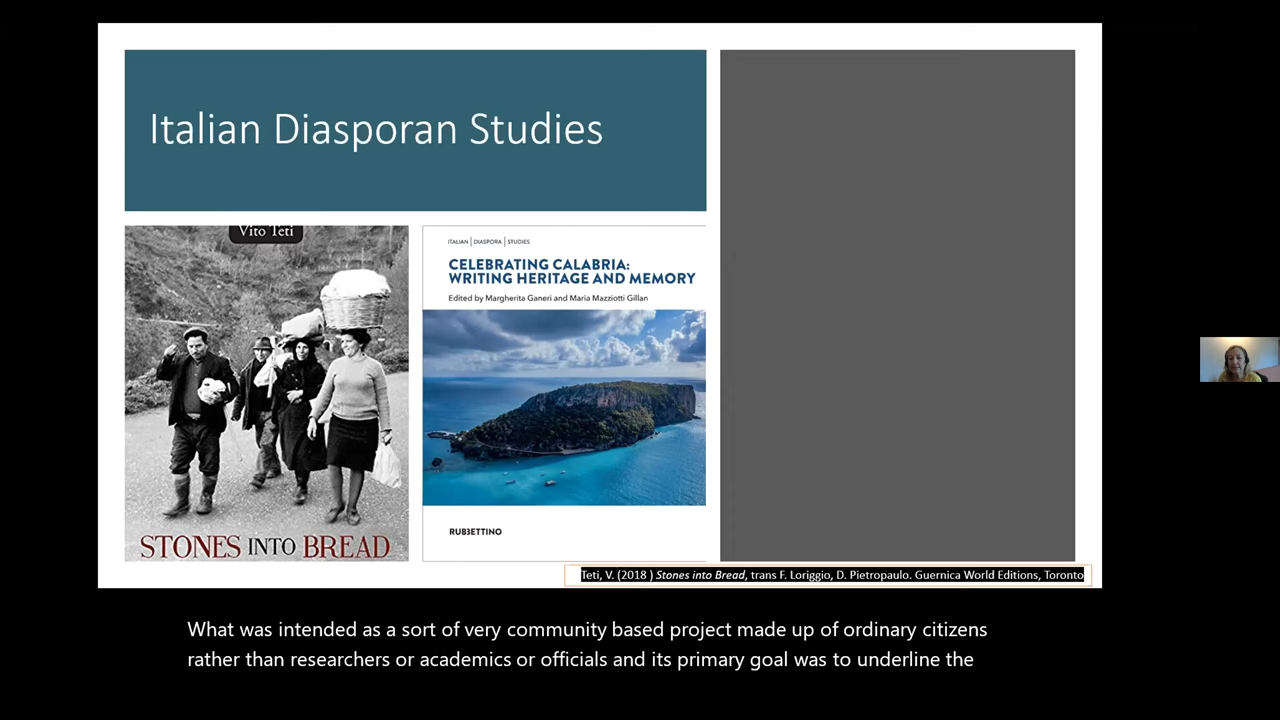 Italian Diasporan Studies
Vito Teti
STONES INTO BREAD
ITALIAN | DIASPORA | STUDIES
CELEBRATING CALABRIA:
WRITING HERITAGE AND MEMORY
Edited by Margherita Ganeri and Maria Mazziotti Gillan
RUBBETTINO
Teti, V. (2018 ) Stones into Bread, trans F. Loriggio, D. Pietropaulo. Guernica World Editions, Toronto
What was intended as a sort of very community based project made up of ordinary citizens
rather than researchers or academics or officials and its primary goal was to underline the